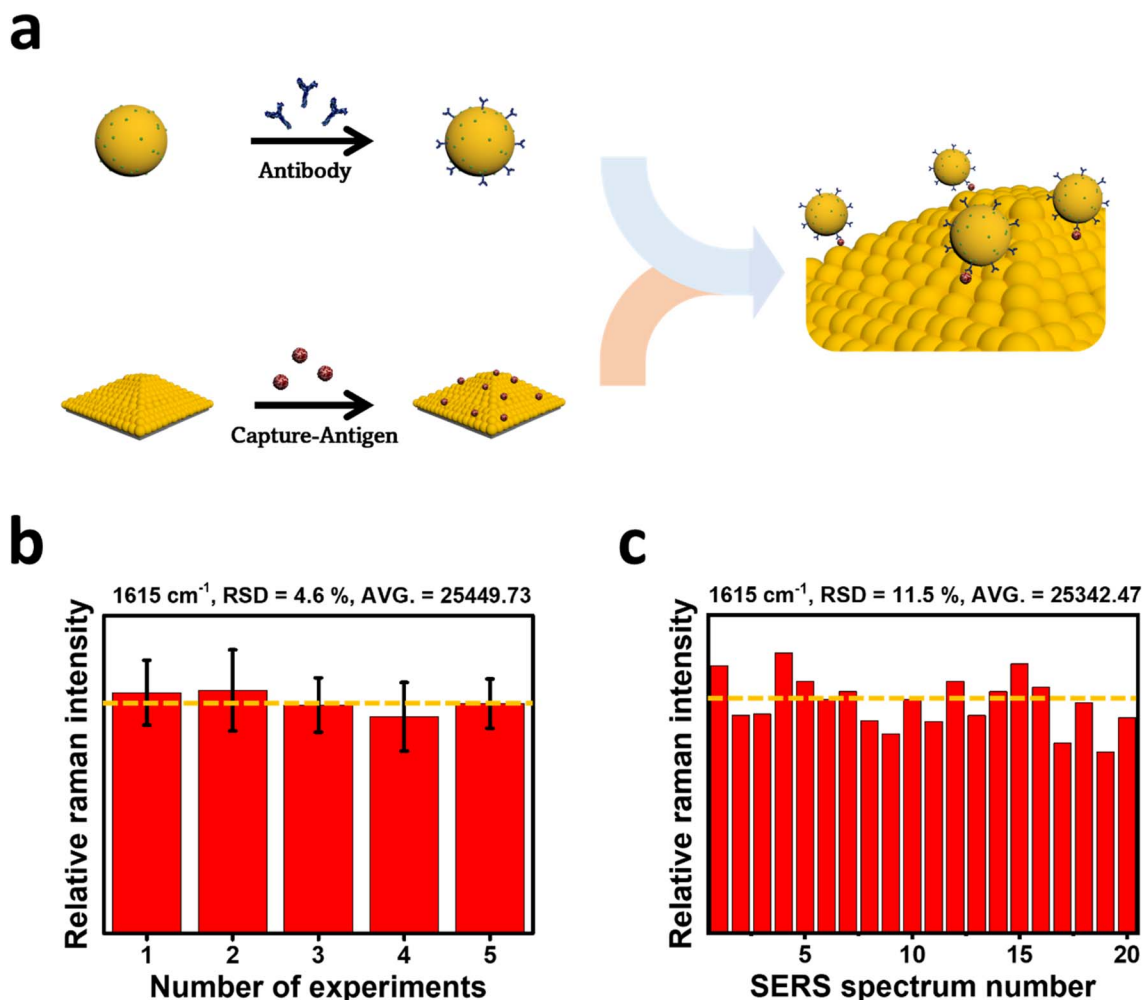 a
Antibody
Capture-Antigen
b
1615 cm⁻¹, RSD = 4.6 %, AVG. = 25449.73
Relative raman intensity
1 2 3 4 5
Number of experiments
c
1615 cm⁻¹, RSD = 11.5 %, AVG. = 25342.47
Relative raman intensity
5 10 15 20
SERS spectrum number